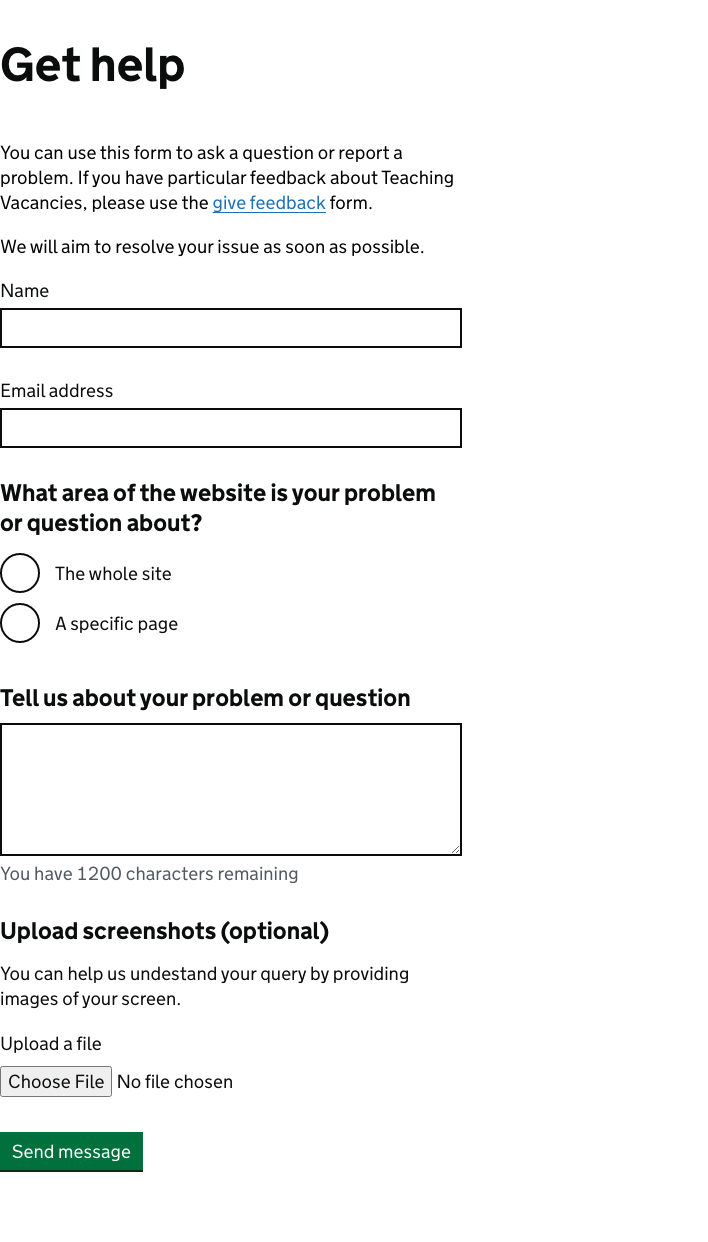 Get help
You can use this form to ask a question or report a
problem. If you have particular feedback about Teaching
Vacancies, please use the give feedback form.
We will aim to resolve your issue as soon as possible.
Name
Email address
What area of the website is your problem
or question about?
The whole site
A specific page
Tell us about your problem or question
You have 1200 characters remaining
Upload screenshots (optional)
You can help us undestand your query by providing
images of your screen.
Upload a file
Choose File No file chosen
Send message